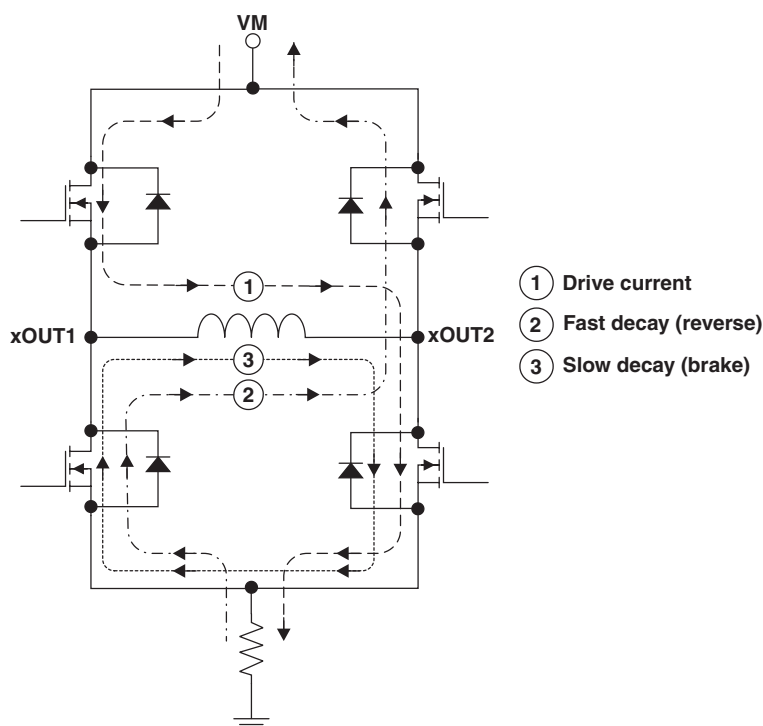 VM
1
1 Drive current
xOUT1
xOUT2
2 Fast decay (reverse)
3
3 Slow decay (brake)
2